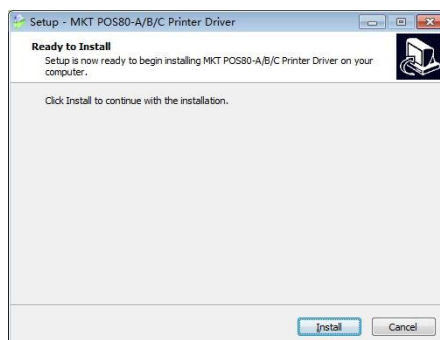 Setup - MKT POS80-A/B/C Printer Driver
Ready to Install
Setup is now ready to begin installing MKT POS80-A/B/C Printer Driver on your
computer.
Click Install to continue with the installation.
Install
Cancel